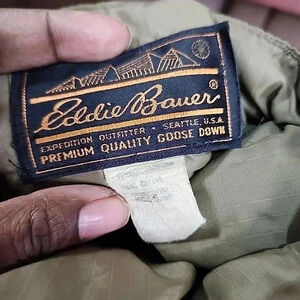 Eddie Bauer ®
EXPEDITION OUTFITTER • SEATTLE, U.S.A.
PREMIUM QUALITY GOOSE DOWN